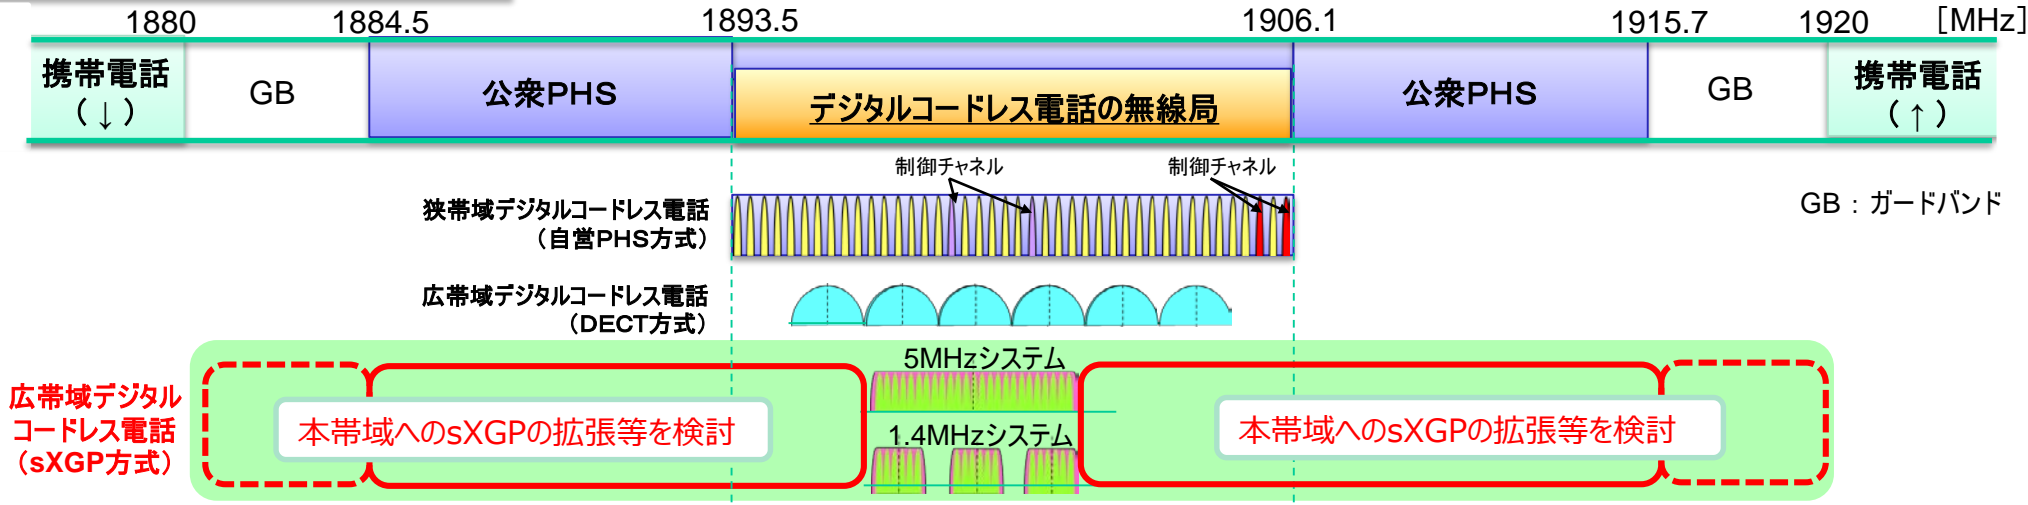 1880 1884.5 1893.5 1906.1 1915.7 1920 [MHz]
携帯電話
（↓）
GB
公衆PHS
デジタルコードレス電話の無線局
公衆PHS
GB
携帯電話
（↑）
制御チャネル 制御チャネル
狭帯域デジタルコードレス電話
（自営PHS方式）
GB：ガードバンド
広帯域デジタルコードレス電話
（DECT方式）
広帯域デジタル
コードレス電話
（sXGP方式）
本帯域へのsXGPの拡張等を検討
5MHzシステム
1.4MHzシステム
本帯域へのsXGPの拡張等を検討